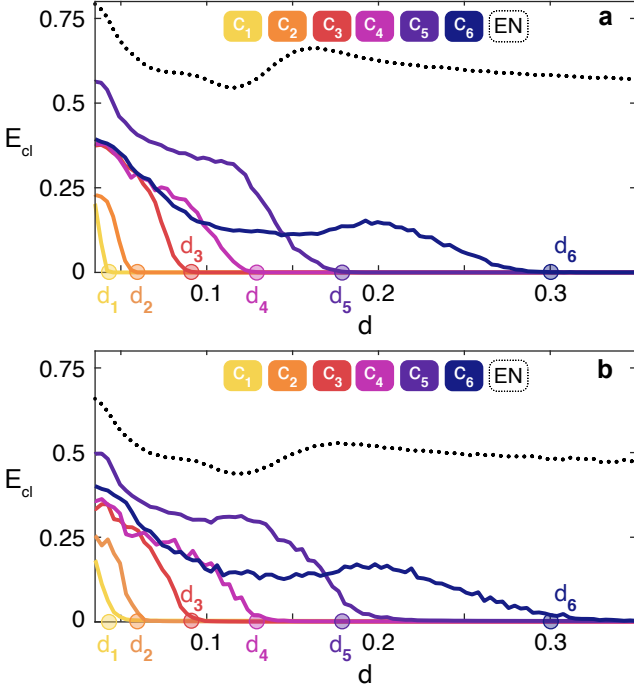 0.75 C1 C2 C3 C4 C5 C6 EN a
0.5
Ecl
0.25
d3 d6
0
d1 d2 0.1 d4 d5 0.2 0.3
d
0.75 b
C1 C2 C3 C4 C5 C6 EN
0.5
Ecl
0.25
d3 d6
0
d1 d2 0.1 d4 d5 0.2 0.3
d